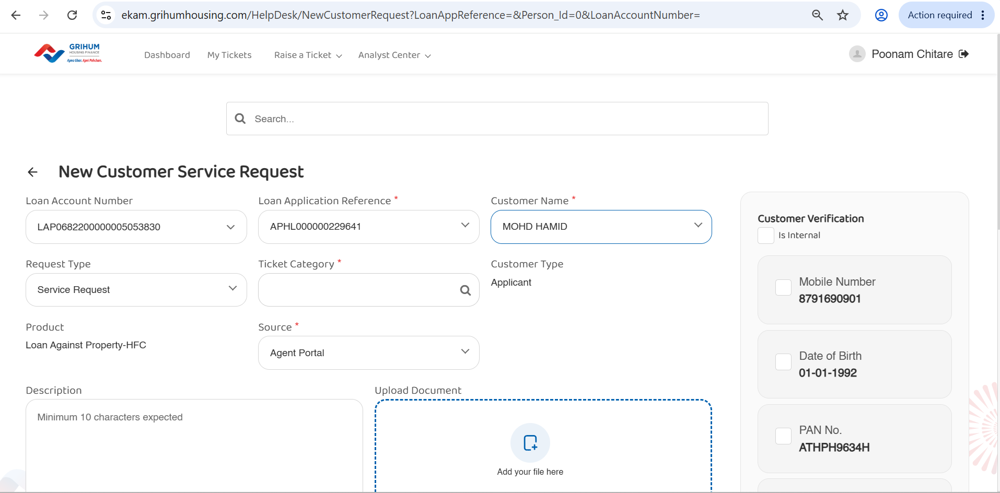 ekam.grihumhousing.com/HelpDesk/NewCustomerRequest?LoanAppReference=&Person_Id=0&LoanAccountNumber=
Action required
GRIHUM
HOUSING FINANCE
Apna Ghar. Apni Pehchan.
Dashboard
My Tickets
Raise a Ticket
Analyst Center
Poonam Chitare
Search...
New Customer Service Request
Loan Account Number
Loan Application Reference *
Customer Name *
LAP0682200000005053830
APHL000000229641
MOHD HAMID
Request Type
Ticket Category *
Customer Type
Service Request
Applicant
Product
Source *
Loan Against Property-HFC
Agent Portal
Description
Upload Document
Minimum 10 characters expected
Add your file here
Customer Verification
Is Internal
Mobile Number
8791690901
Date of Birth
01-01-1992
PAN No.
ATHPH9634H